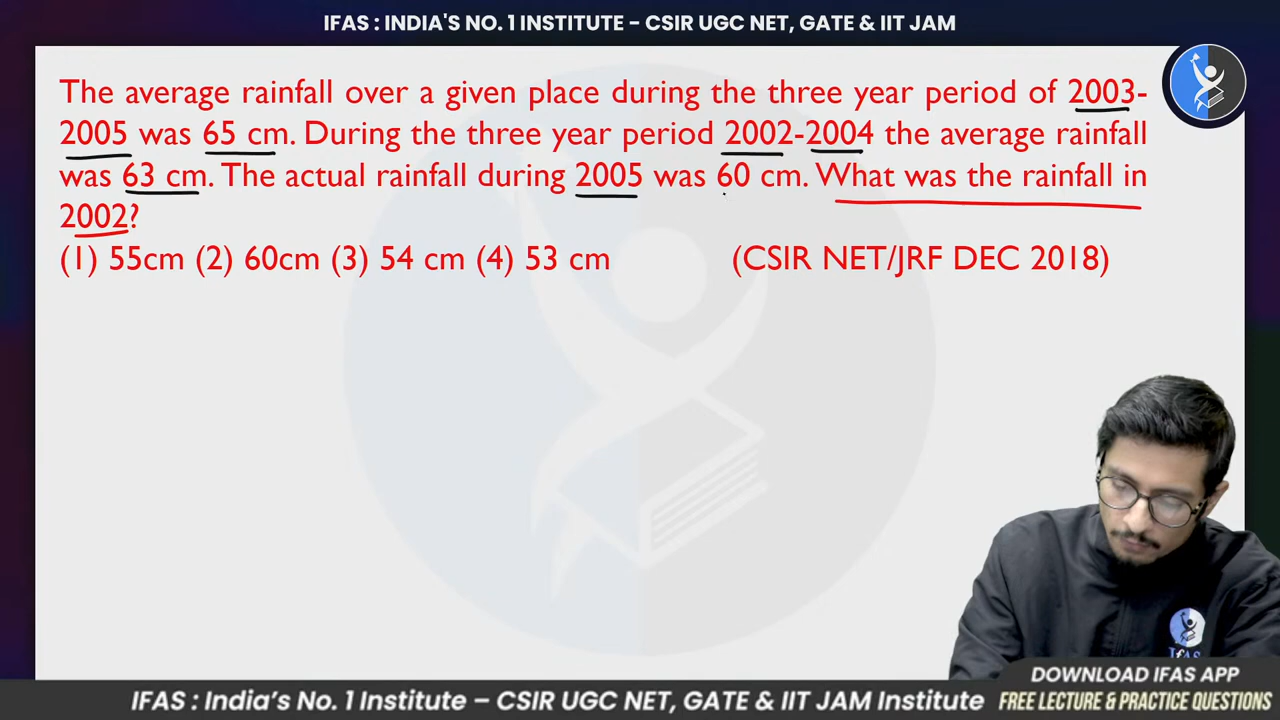 IFAS : INDIA'S NO. 1 INSTITUTE - CSIR UGC NET, GATE & IIT JAM
The average rainfall over a given place during the three year period of 2003-
2005 was 65 cm. During the three year period 2002-2004 the average rainfall
was 63 cm. The actual rainfall during 2005 was 60 cm. What was the rainfall in
2002?
(1) 55cm (2) 60cm (3) 54 cm (4) 53 cm (CSIR NET/JRF DEC 2018)
IFAS
DOWNLOAD IFAS APP
IFAS : India's No. 1 Institute – CSIR UGC NET, GATE & IIT JAM Institute FREE LECTURE & PRACTICE QUESTIONS